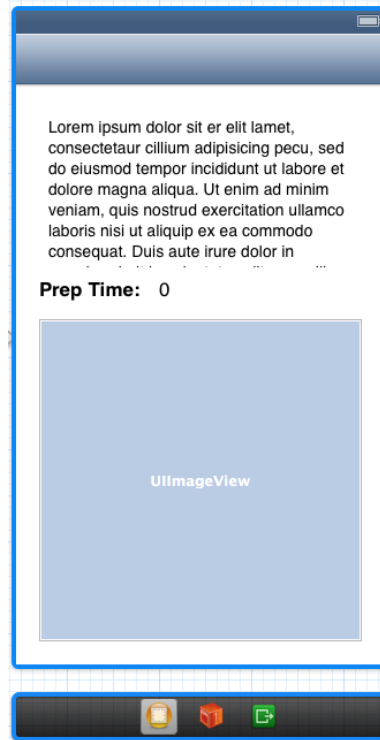 Lorem ipsum dolor sit er elit lamet,
consectetaur cillium adipisicing pecu, sed
do eiusmod tempor incididunt ut labore et
dolore magna aliqua. Ut enim ad minim
veniam, quis nostrud exercitation ullamco
laboris nisi ut aliquip ex ea commodo
consequat. Duis aute irure dolor in
Prep Time: 0
UIImageView